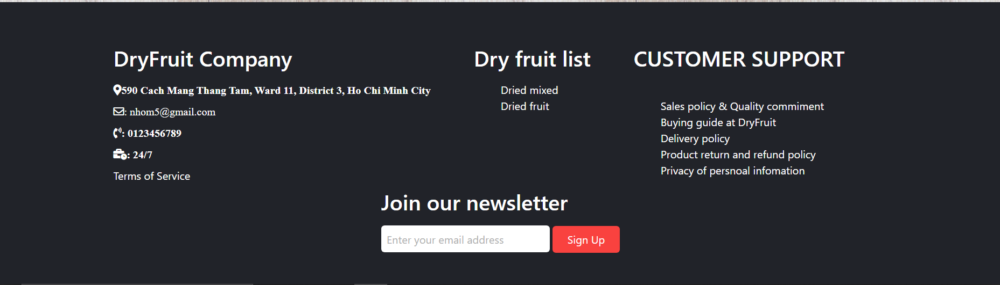 DryFruit Company
590 Cach Mang Thang Tam, Ward 11, District 3, Ho Chi Minh City
: nhom5@gmail.com
: 0123456789
: 24/7
Terms of Service
Dry fruit list
Dried mixed
Dried fruit
CUSTOMER SUPPORT
Sales policy & Quality commiment
Buying guide at DryFruit
Delivery policy
Product return and refund policy
Privacy of persnoal infomation
Join our newsletter
Enter your email address
Sign Up